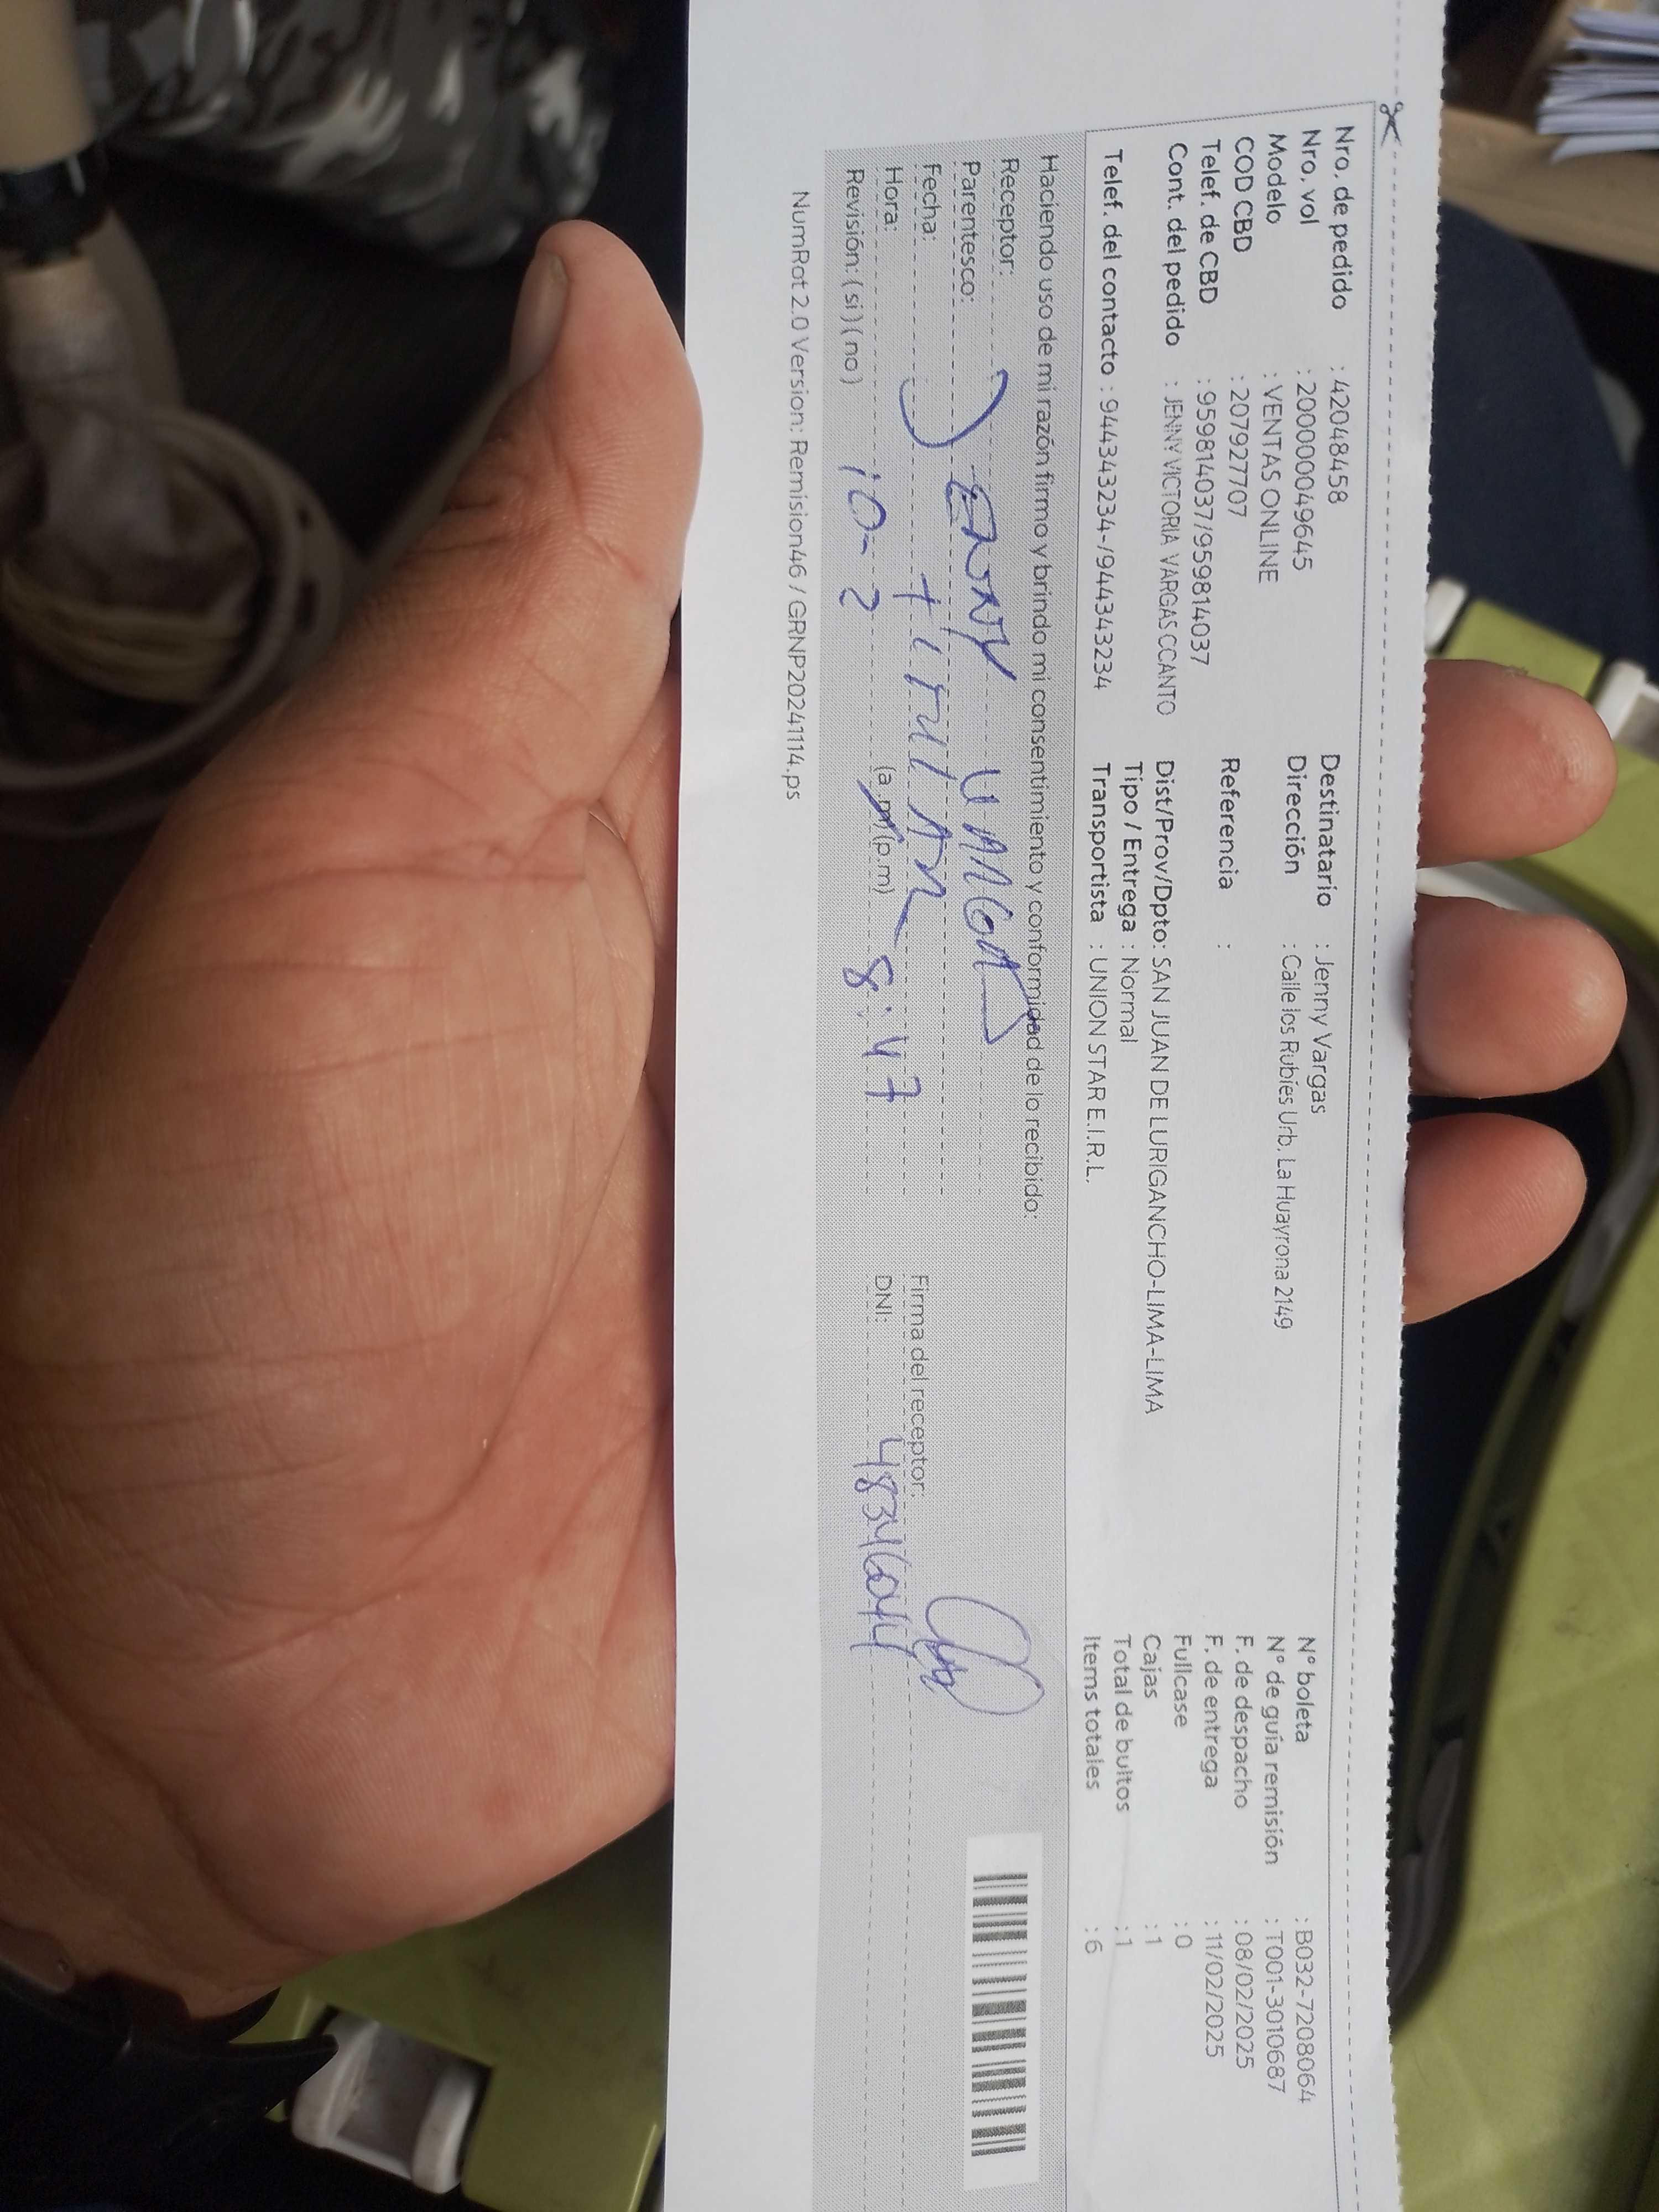 Nro. de pedido : 42048458
Nro. vol : 2000000049645
Modelo : VENTAS ONLINE
COD CBD : 207927707
Telef. de CBD : 959814037/959814037
Cont. del pedido : JENNY VICTORIA VARGAS CCANTO
Telef. del contacto : 944343234-/944343234
Destinatario : Jenny Vargas
Dirección : Calle los Rubíes Urb. La Huayrona 2149
Referencia :
Dist/Prov/Dpto: SAN JUAN DE LURIGANCHO-LIMA-LIMA
Tipo / Entrega : Normal
Transportista : UNION STAR E.I.R.L.
N° boleta : B032-7208064
N° de guía remisión : T001-3010687
F. de despacho : 08/02/2025
F. de entrega : 11/02/2025
Fullcase : 0
Cajas : 1
Total de bultos : 1
Items totales : 6
Haciendo uso de mi razón firmo y brindo mi consentimiento y conformidad de lo recibido:
Receptor: Jenny Varga
Parentesco: titular
Fecha: 10-2
Hora: (a.m) (p.m) 8:47
Revisión: (si) (no)
Firma del receptor:
DNI: 48346044
NumRot 2.0 Version: Remision46 / GRNP20241114.ps